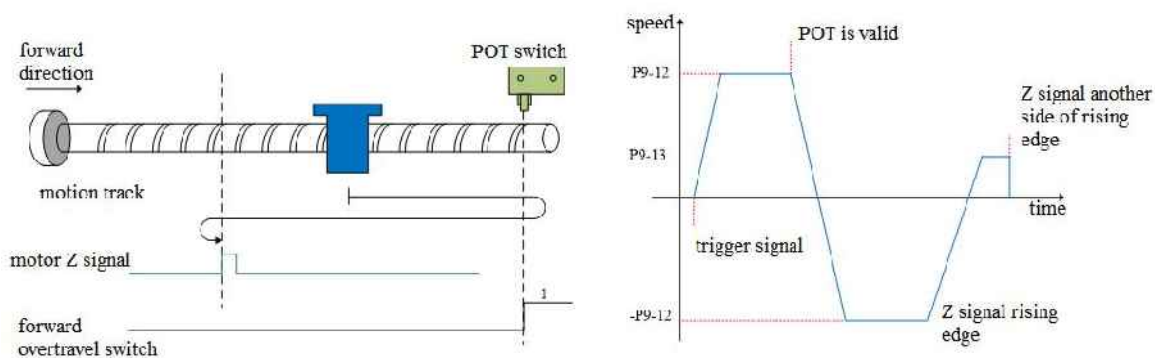 forward
direction
POT switch
motion track
motor Z signal
1
forward
overtravel switch
speed
POT is valid
P9-12
Z signal another
side of rising
edge
P9-13
time
trigger signal
-P9-12
Z signal rising
edge